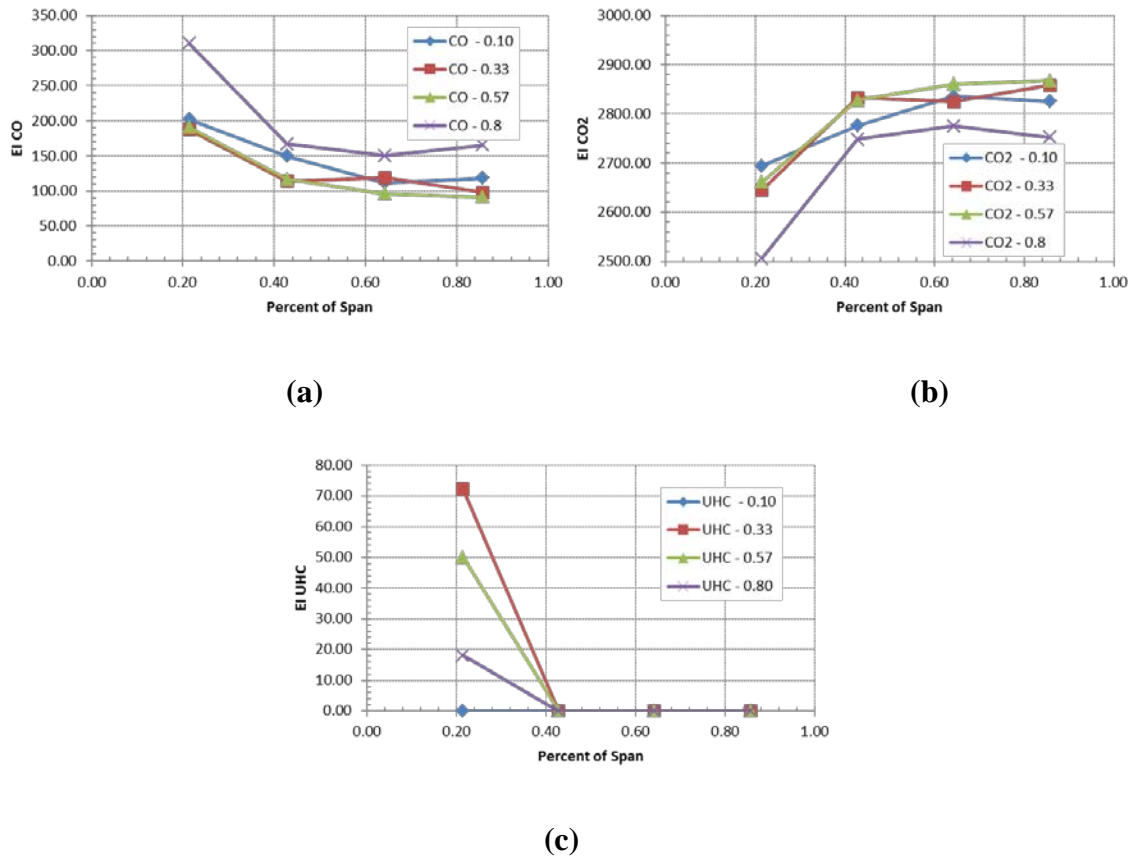 350.00
300.00
250.00
200.00
150.00
100.00
50.00
0.00
EI CO
0.00 0.20 0.40 0.60 0.80 1.00
Percent of Span
CO - 0.10
CO - 0.33
CO - 0.57
CO - 0.8
(a)
3000
2900
2800
2700
2600
2500
EI CO2
0.00 0.20 0.40 0.60 0.80 1.00
Percent of Span
CO2 - 0.10
CO2 - 0.33
CO2 - 0.57
CO2 - 0.8
(b)
80.00
70.00
60.00
50.00
40.00
30.00
20.00
10.00
0.00
EI UHC
0.00 0.20 0.40 0.60 0.80 1.00
Percent of Span
UHC - 0.10
UHC - 0.33
UHC - 0.57
UHC - 0.80
(c)